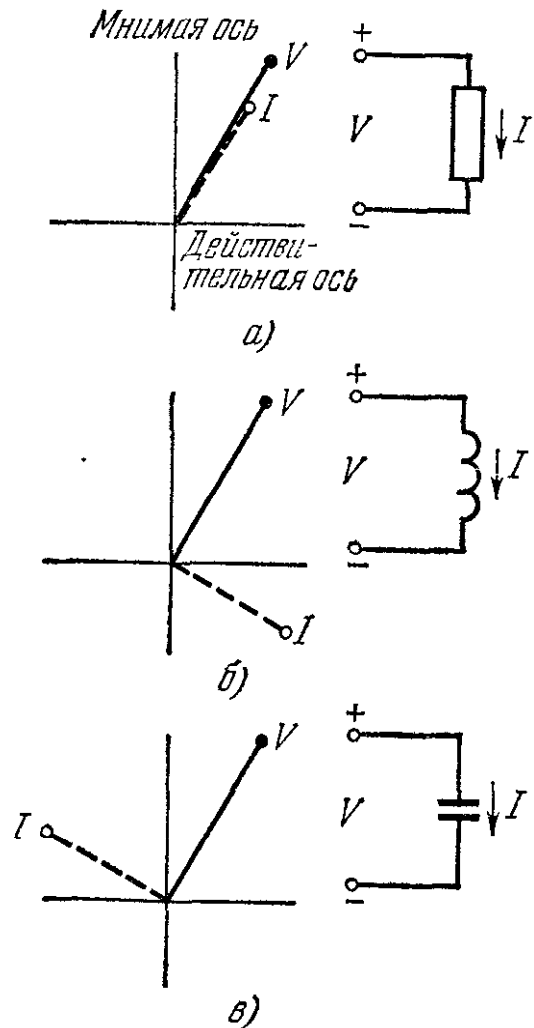 Мнимая ось
V
I
+
V
I
−
Действи-
тельная ось
а)
V
I
+
V
I
−
б)
V
I
+
V
I
−
в)